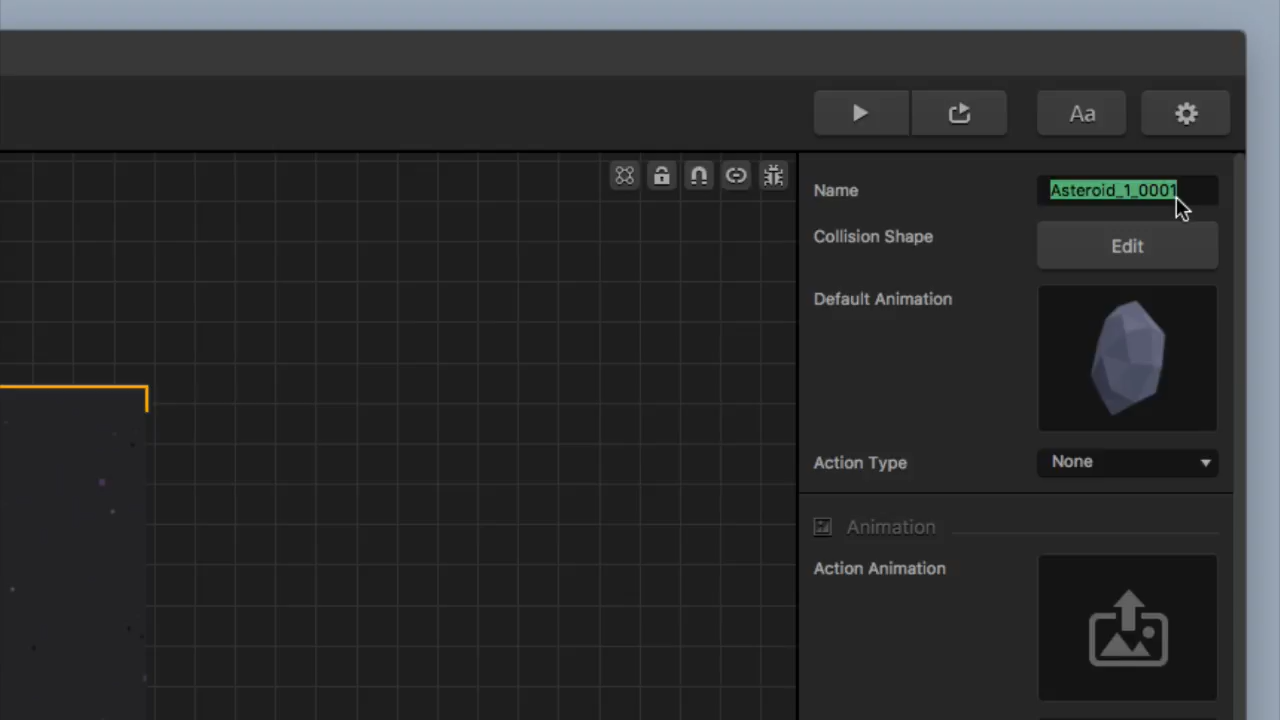 Aa
Name
Asteroid_1_0001
Collision Shape
Edit
Default Animation
Action Type
None
Animation
Action Animation